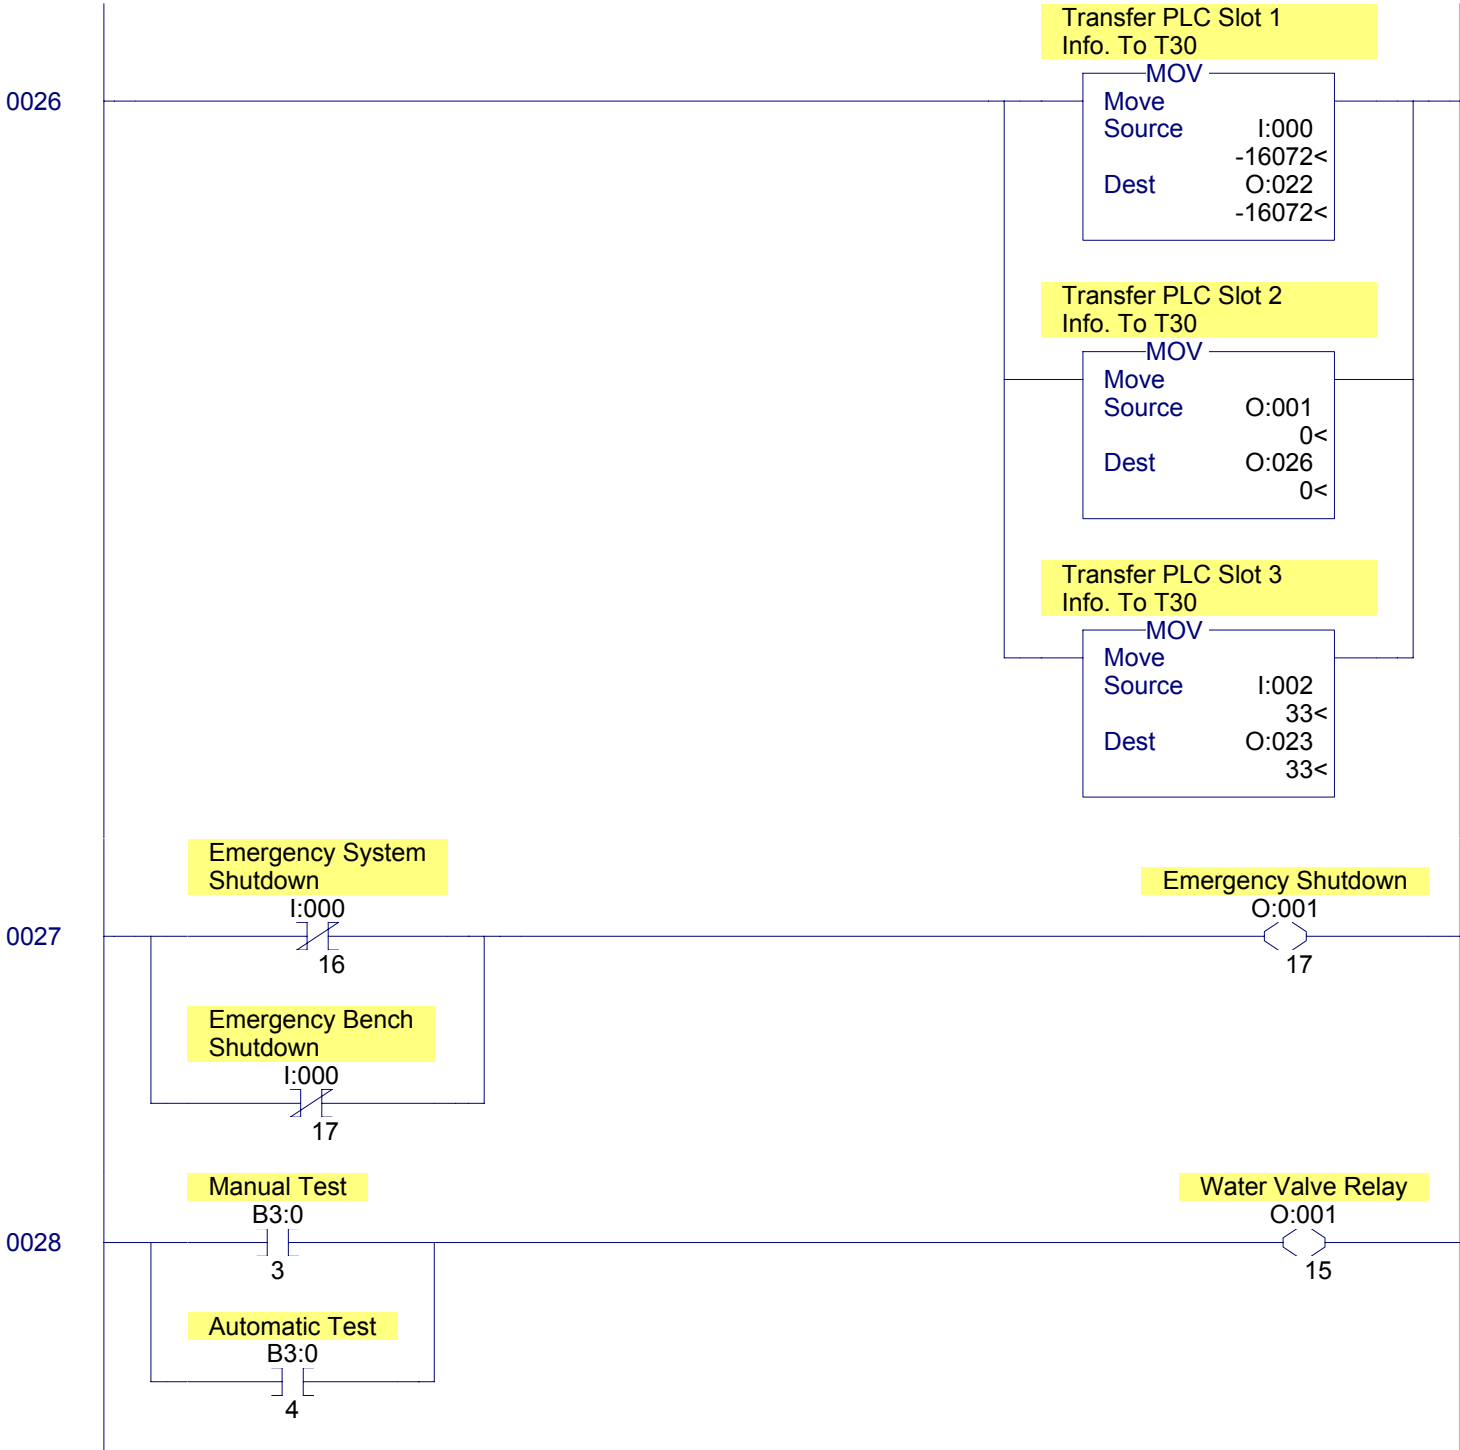 Transfer PLC Slot 1
Info. To T30
MOV
0026
Move
Source I:000
-16072<
Dest O:022
-16072<
Transfer PLC Slot 2
Info. To T30
MOV
Move
Source O:001
0<
Dest O:026
0<
Transfer PLC Slot 3
Info. To T30
MOV
Move
Source I:002
33<
Dest O:023
33<
Emergency System
Shutdown
I:000
Emergency Shutdown
O:001
0027
16
17
Emergency Bench
Shutdown
I:000
17
Manual Test
B3:0
Water Valve Relay
O:001
0028
3
15
Automatic Test
B3:0
4